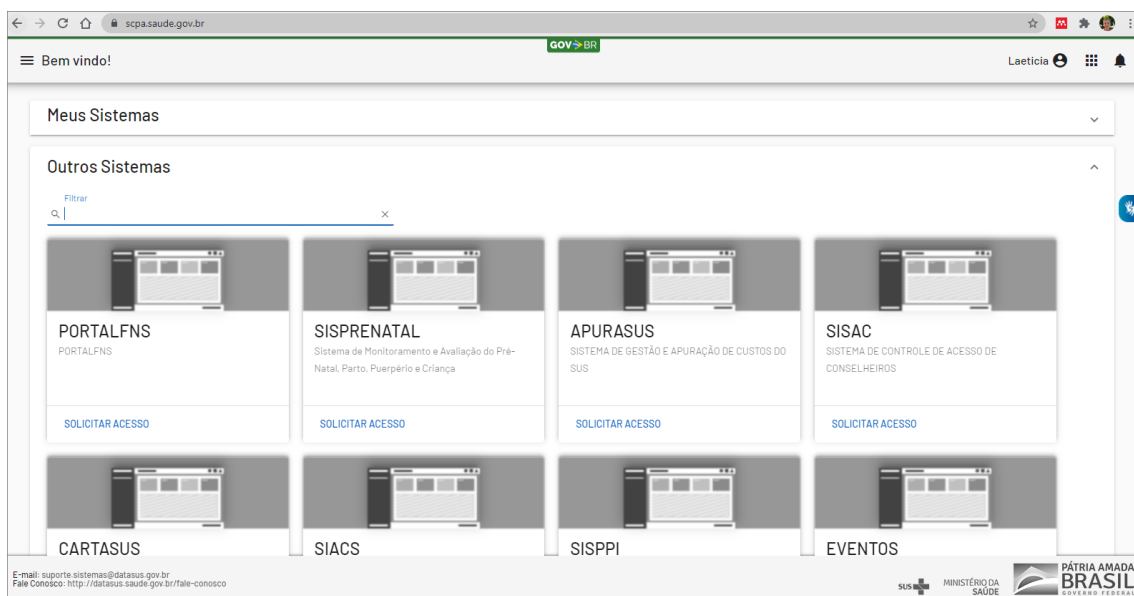 scpa.saude.gov.br
GOV BR
Bem vindo!
Laeticia
Meus Sistemas
Outros Sistemas
Filtrar
PORTALFNS
PORTALFNS
SOLICITAR ACESSO
SISPRENATAL
Sistema de Monitoramento e Avaliação do Pré-
Natal, Parto, Puerpério e Criança
SOLICITAR ACESSO
APURASUS
SISTEMA DE GESTÃO E APURAÇÃO DE CUSTOS DO
SUS
SOLICITAR ACESSO
SISAC
SISTEMA DE CONTROLE DE ACESSO DE
CONSELHEIROS
SOLICITAR ACESSO
CARTASUS
SIACS
SISPPI
EVENTOS
E-mail: suporte.sistemas@datasus.gov.br
Fale Conosco: http://datasus.saude.gov.br/fale-conosco
SUS
MINISTÉRIO DA
SAÚDE
PÁTRIA AMADA
BRASIL
GOVERNO FEDERAL